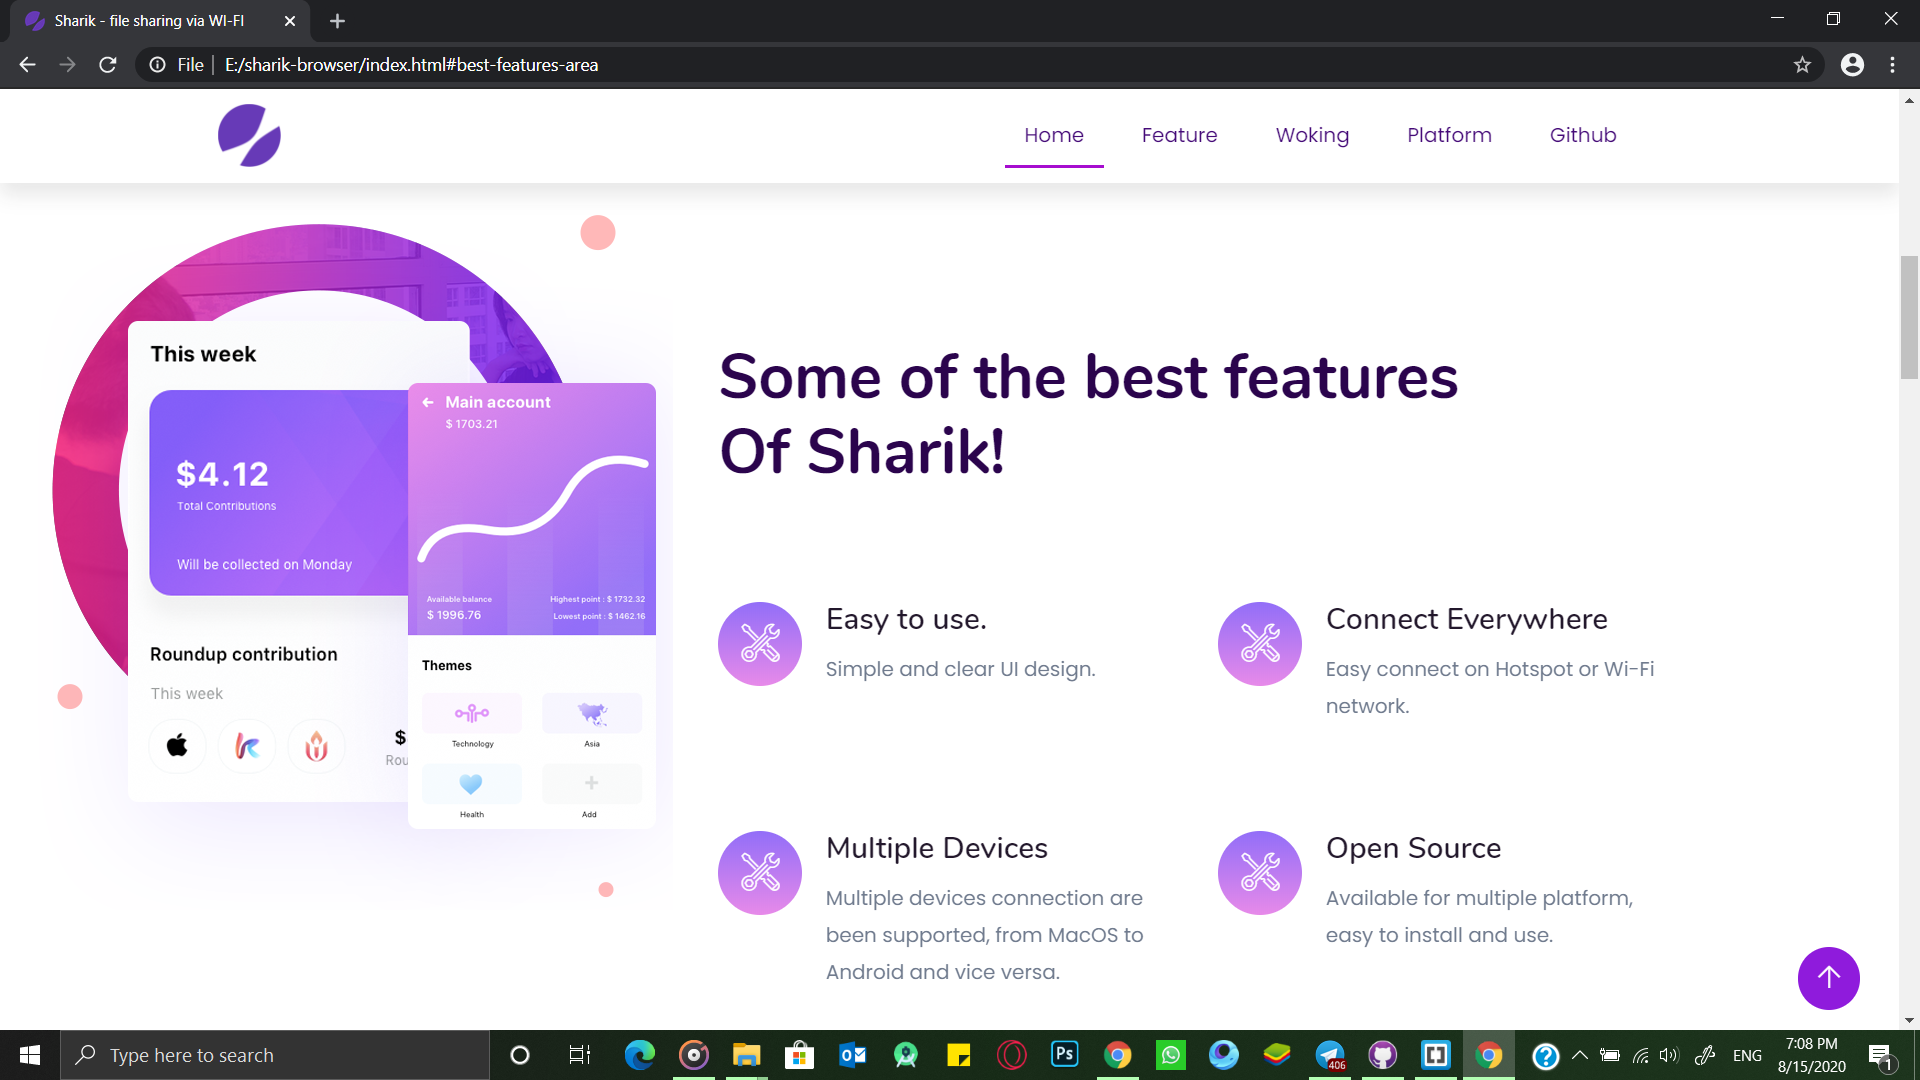 Sharik - file sharing via WI-FI
File
E:/sharik-browser/index.html#best-features-area
Home
Feature
Woking
Platform
Github
This week
$4.12
Total Contributions
Will be collected on Monday
Roundup contribution
This week
$
Rou
Main account
$ 1703.21
Available balance
$ 1996.76
Highest point : $ 1732.32
Lowest point : $ 1462.16
Themes
Technology
Asia
Health
Add
Some of the best features
Of Sharik!
Easy to use.
Simple and clear UI design.
Connect Everywhere
Easy connect on Hotspot or Wi-Fi
network.
Multiple Devices
Multiple devices connection are
been supported, from MacOS to
Android and vice versa.
Open Source
Available for multiple platform,
easy to install and use.
Type here to search
Ps
406
ENG
7:08 PM
8/15/2020
1